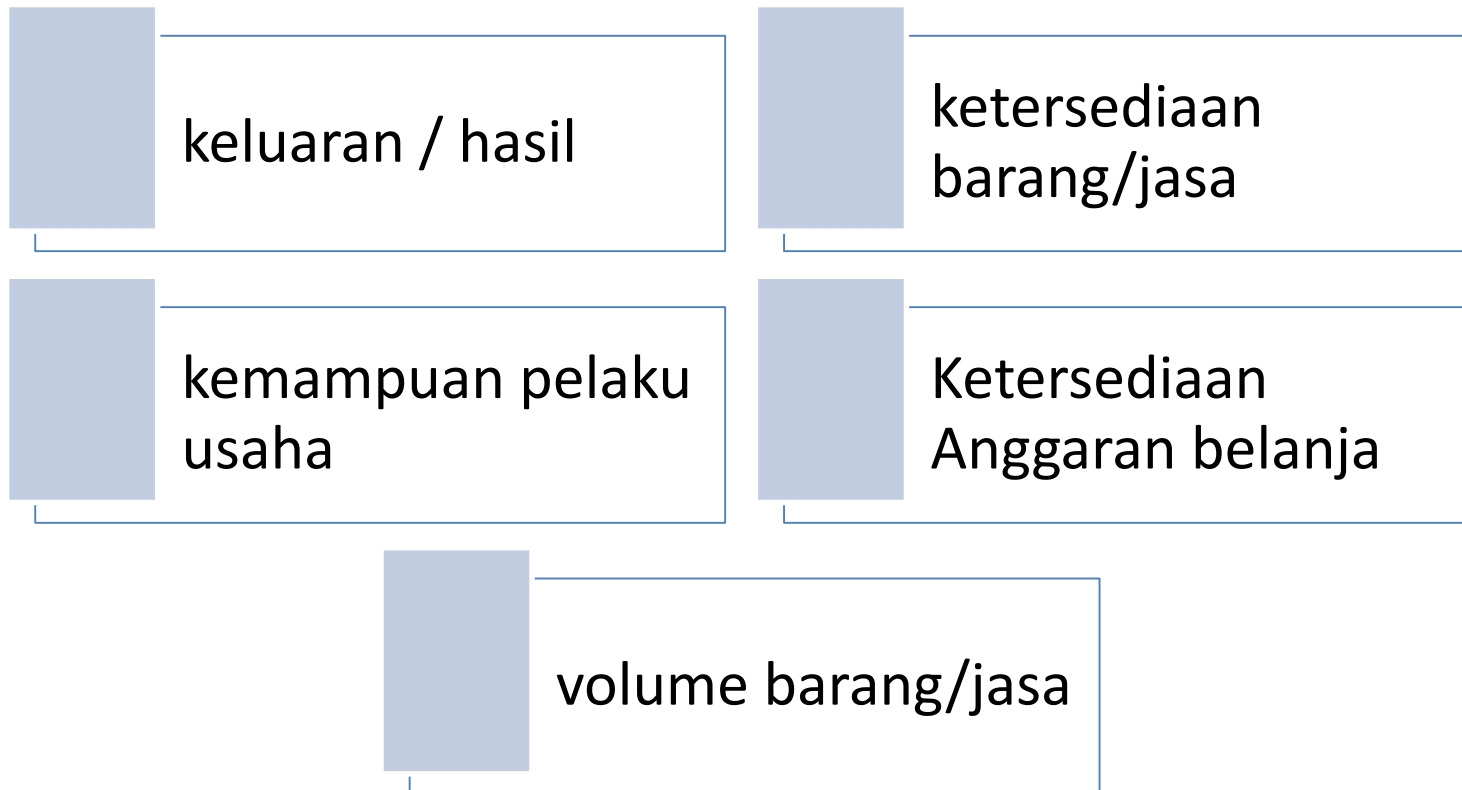 keluaran / hasil
ketersediaan
barang/jasa
kemampuan pelaku
usaha
Ketersediaan
Anggaran belanja
volume barang/jasa